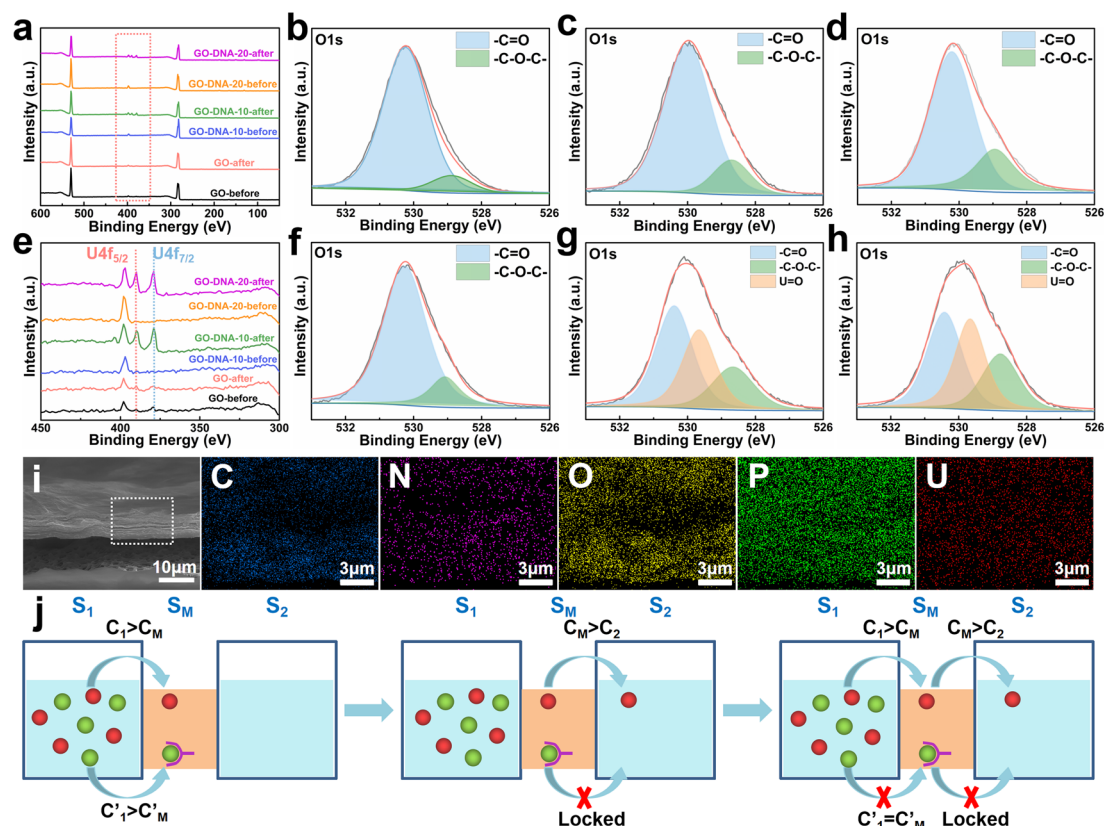 a
Intensity (a.u.)
GO-DNA-20-after
GO-DNA-20-before
GO-DNA-10-after
GO-DNA-10-before
GO-after
GO-before
600 500 400 300 200 100
Binding Energy (eV)
b
O1s
-C=O
-C-O-C-
Intensity (a.u.)
532 530 528 526
Binding Energy (eV)
c
O1s
-C=O
-C-O-C-
Intensity (a.u.)
532 530 528 526
Binding Energy (eV)
d
O1s
-C=O
-C-O-C-
Intensity (a.u.)
532 530 528 526
Binding Energy (eV)
e
U4f5/2 U4f7/2
Intensity (a.u.)
GO-DNA-20-after
GO-DNA-20-before
GO-DNA-10-after
GO-DNA-10-before
GO-after
GO-before
450 400 350 300
Binding Energy (eV)
f
O1s
-C=O
-C-O-C-
Intensity (a.u.)
532 530 528 526
Binding Energy (eV)
g
O1s
-C=O
-C-O-C-
U=O
Intensity (a.u.)
532 530 528 526
Binding Energy (eV)
h
O1s
-C=O
-C-O-C-
U=O
Intensity (a.u.)
532 530 528 526
Binding Energy (eV)
i
10μm
C
3μm
N
3μm
O
3μm
P
3μm
U
3μm
j
S1 SM S2
C1>CM
C'1>C'M
S1 SM S2
CM>C2
Locked
S1 SM S2
C1>CM CM>C2
C'1=C'M Locked